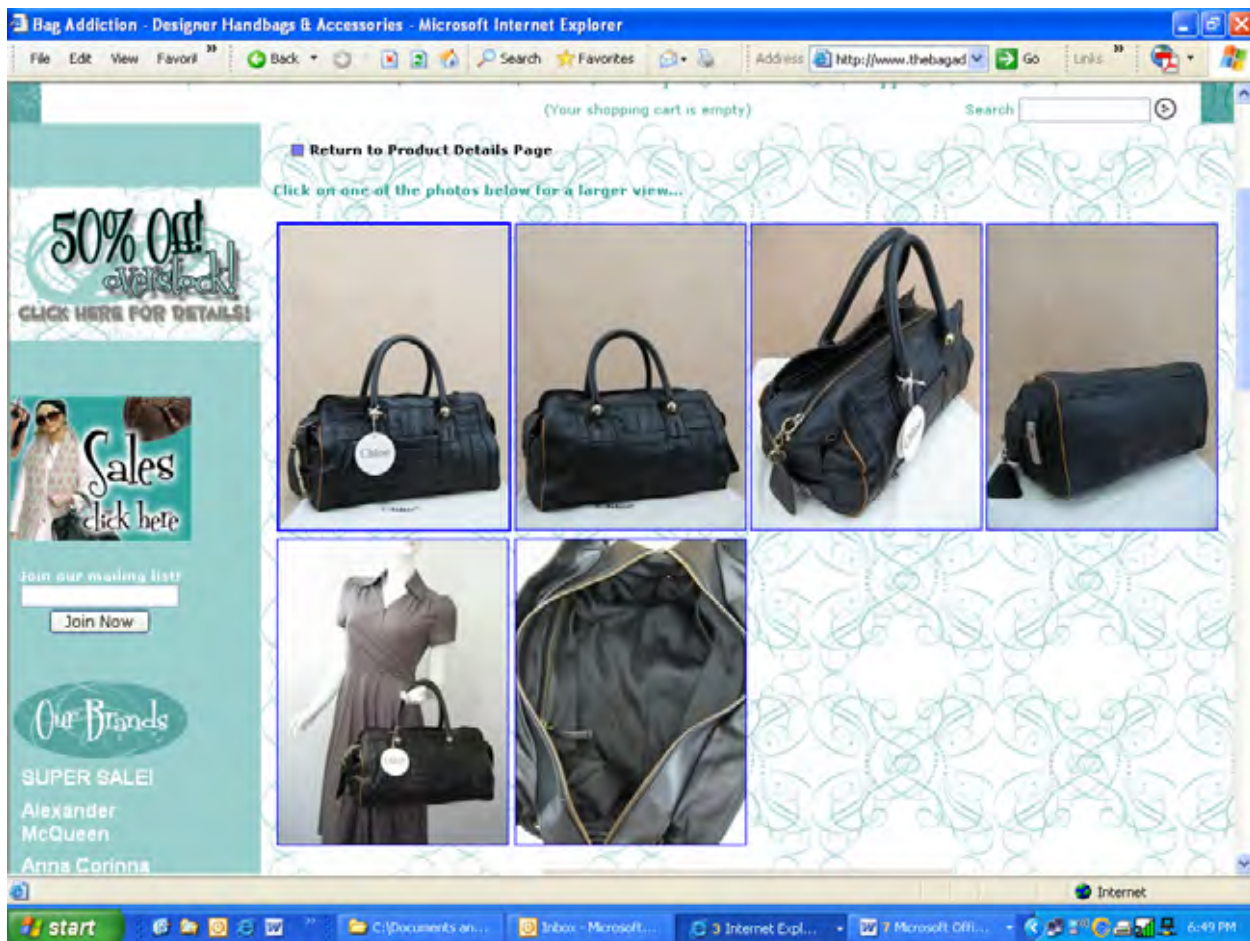 Bag Addiction - Designer Handbags & Accessories - Microsoft Internet Explorer
File Edit View Favorit » Back Search Favorites Address http://www.thebagad Go Links »
(Your shopping cart is empty) Search
Return to Product Details Page
Click on one of the photos below for a larger view...
50% Off!
overstock!
CLICK HERE FOR DETAILS!
Chloe
Chloe
Sales
click here
Join our mailing list!
Join Now
Our Brands
SUPER SALE!
Alexander
McQueen
Anna Corinna
Internet
start » C:\Documents an... Inbox - Microsoft... 3 Internet Expl... 7 Microsoft Offi... 6:49 PM